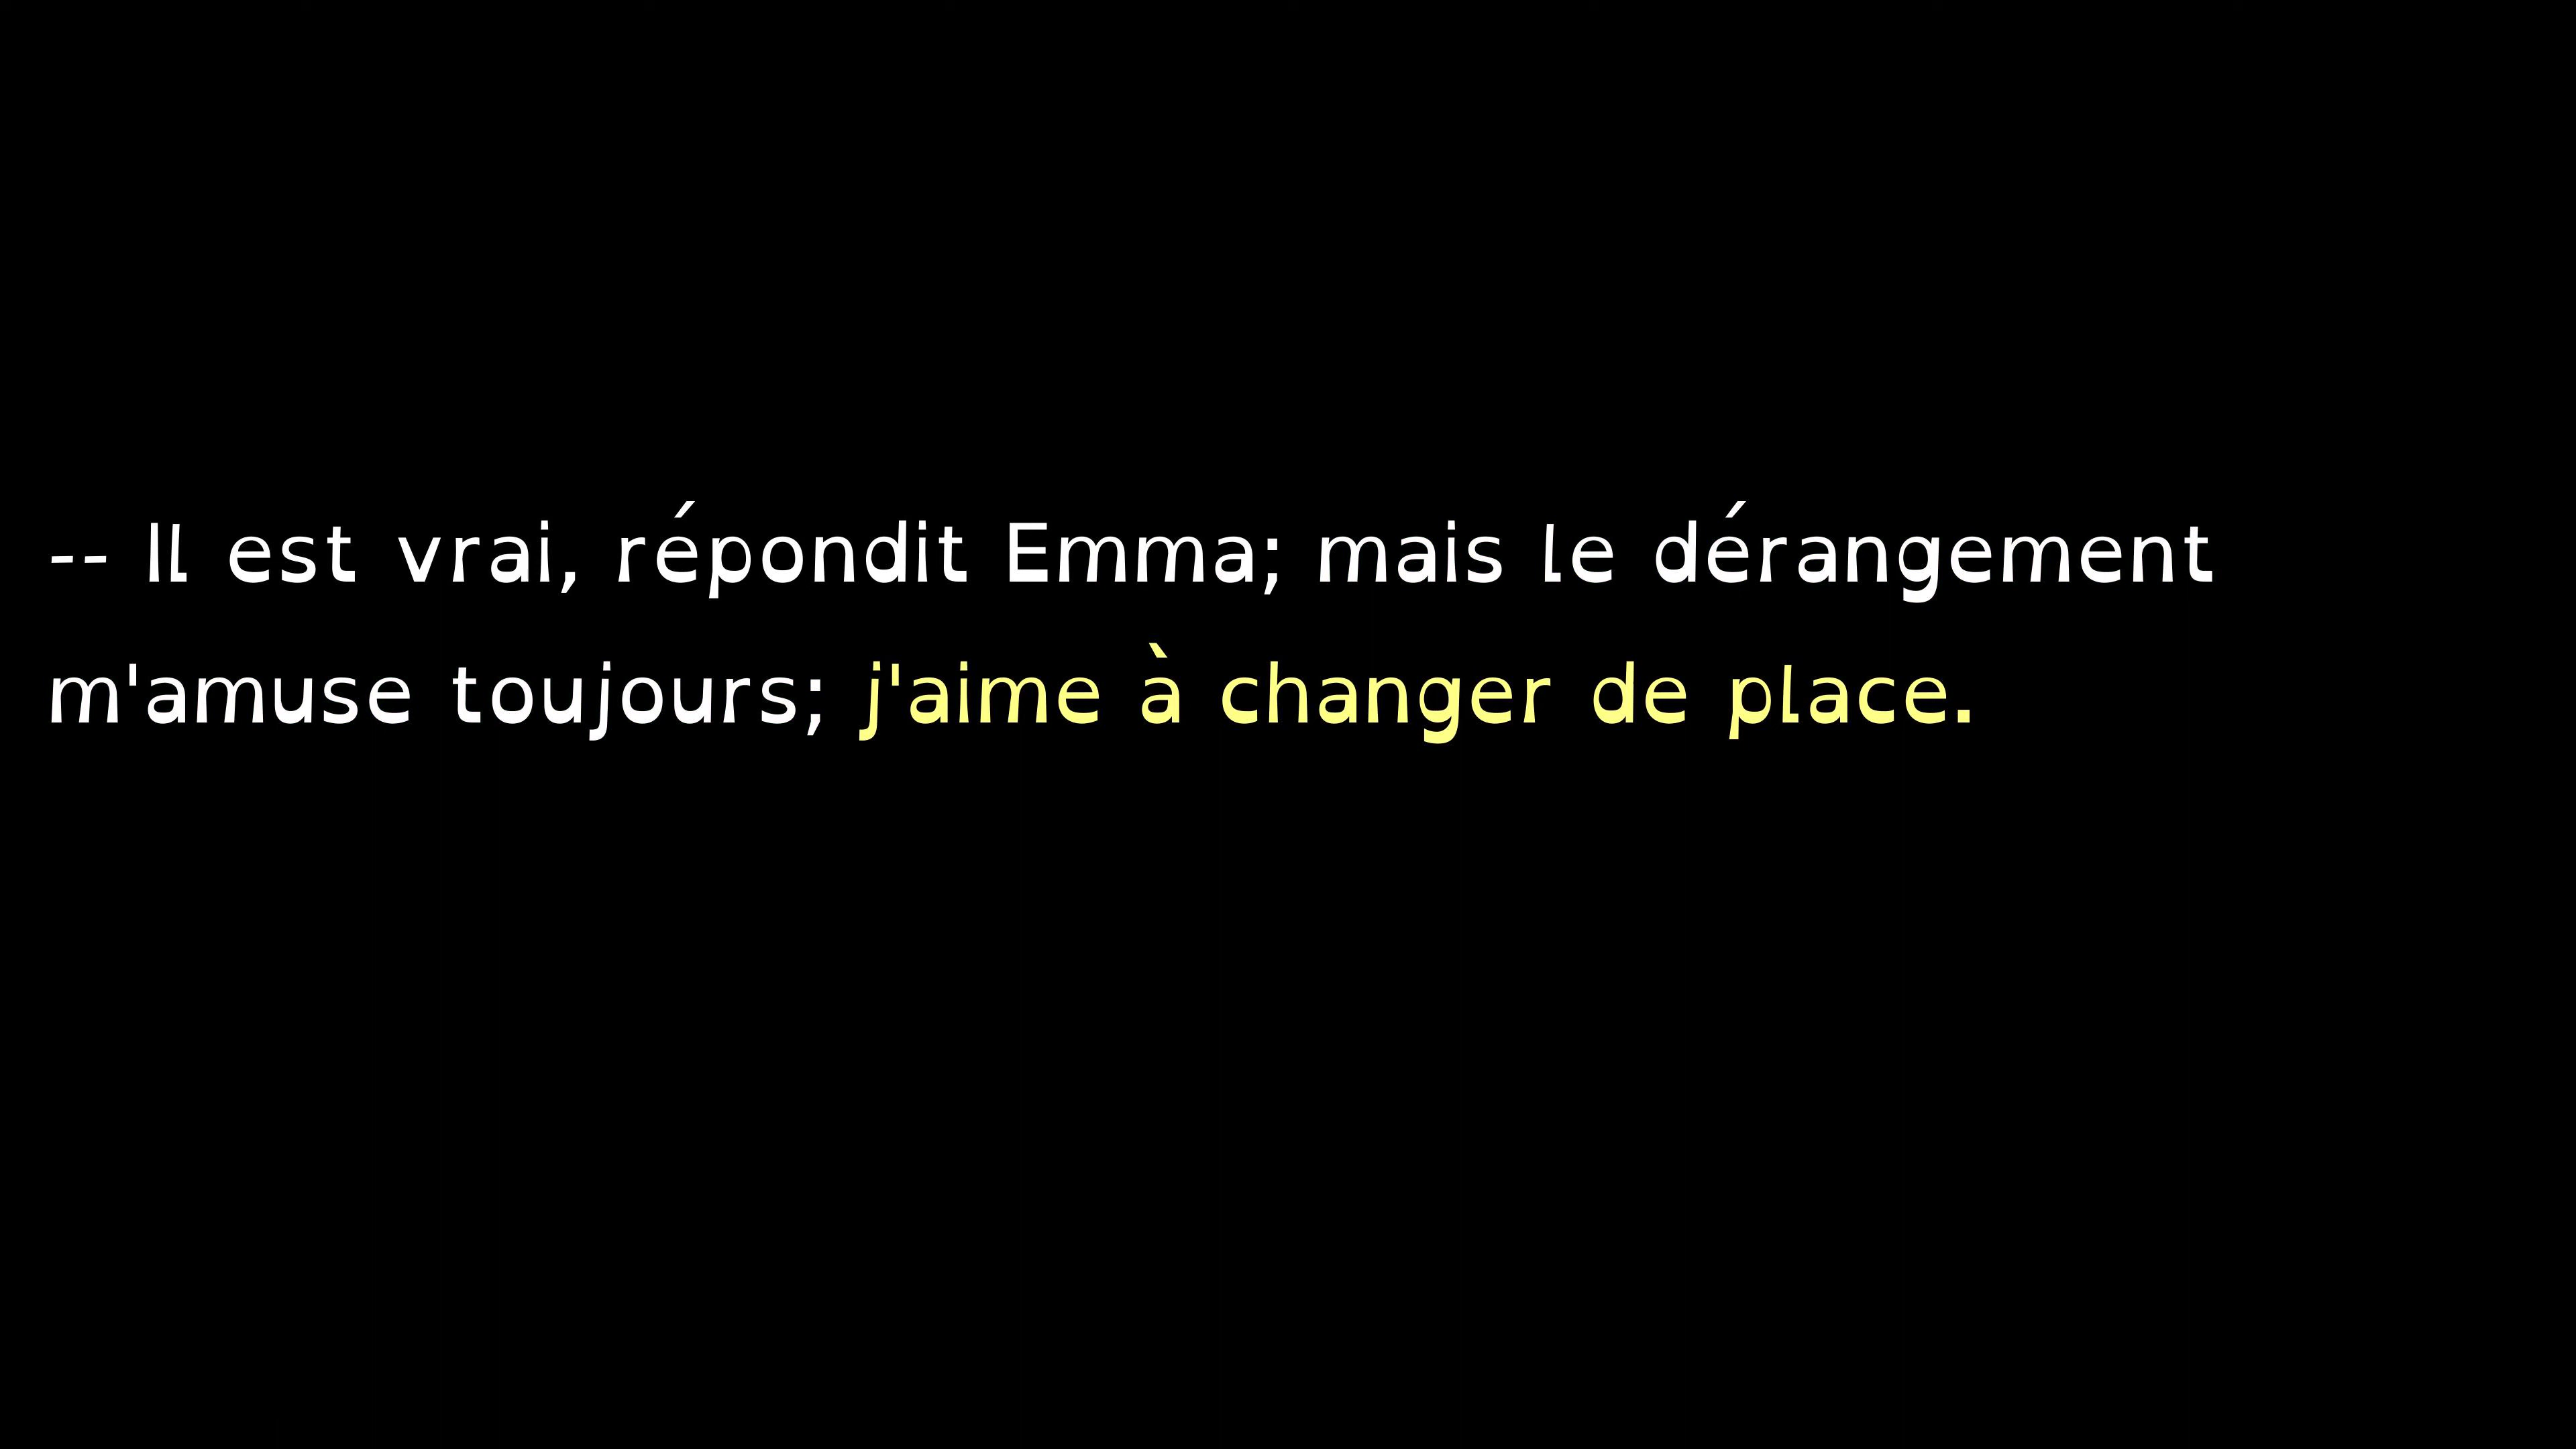 -- Il est vrai, répondit Emma; mais le dérangement
m'amuse toujours; j'aime à changer de place.